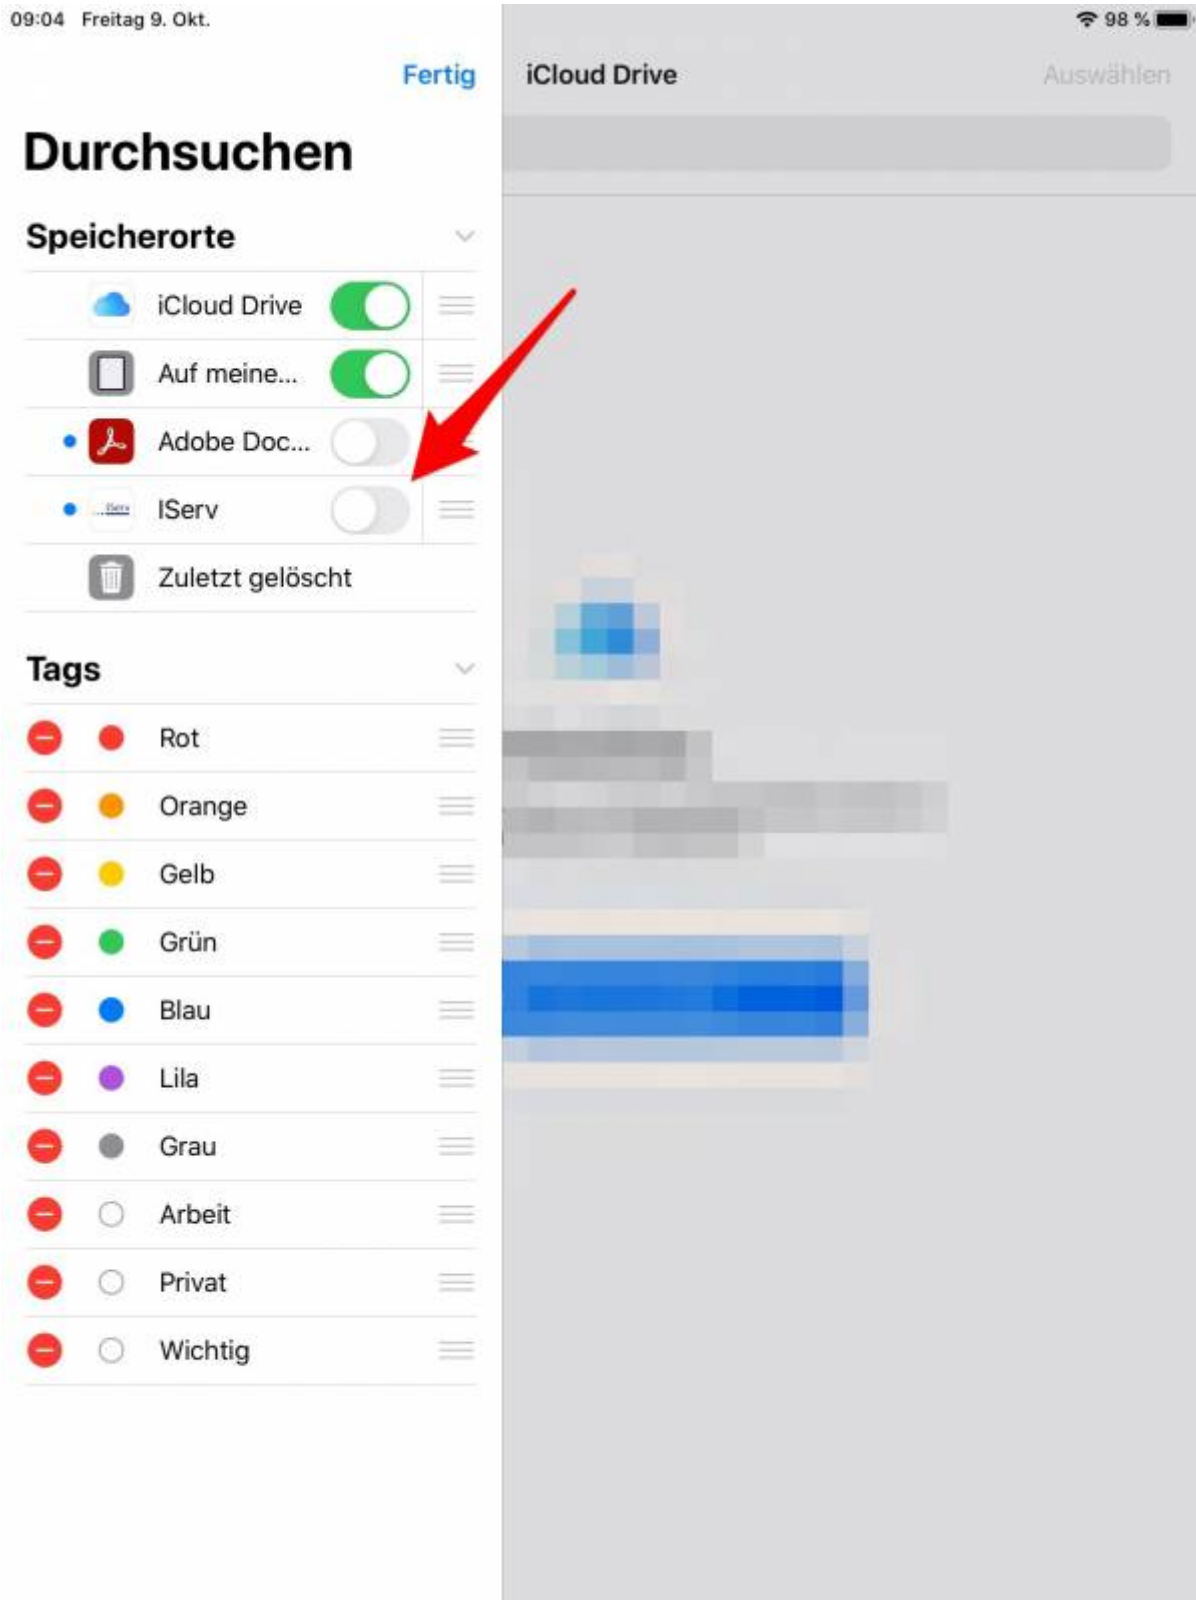 09:04 Freitag 9. Okt. 98 %
Fertig
iCloud Drive
Auswählen
Durchsuchen
Speicherorte
iCloud Drive
Auf meine...
Adobe Doc...
IServ
Zuletzt gelöscht
Tags
Rot
Orange
Gelb
Grün
Blau
Lila
Grau
Arbeit
Privat
Wichtig